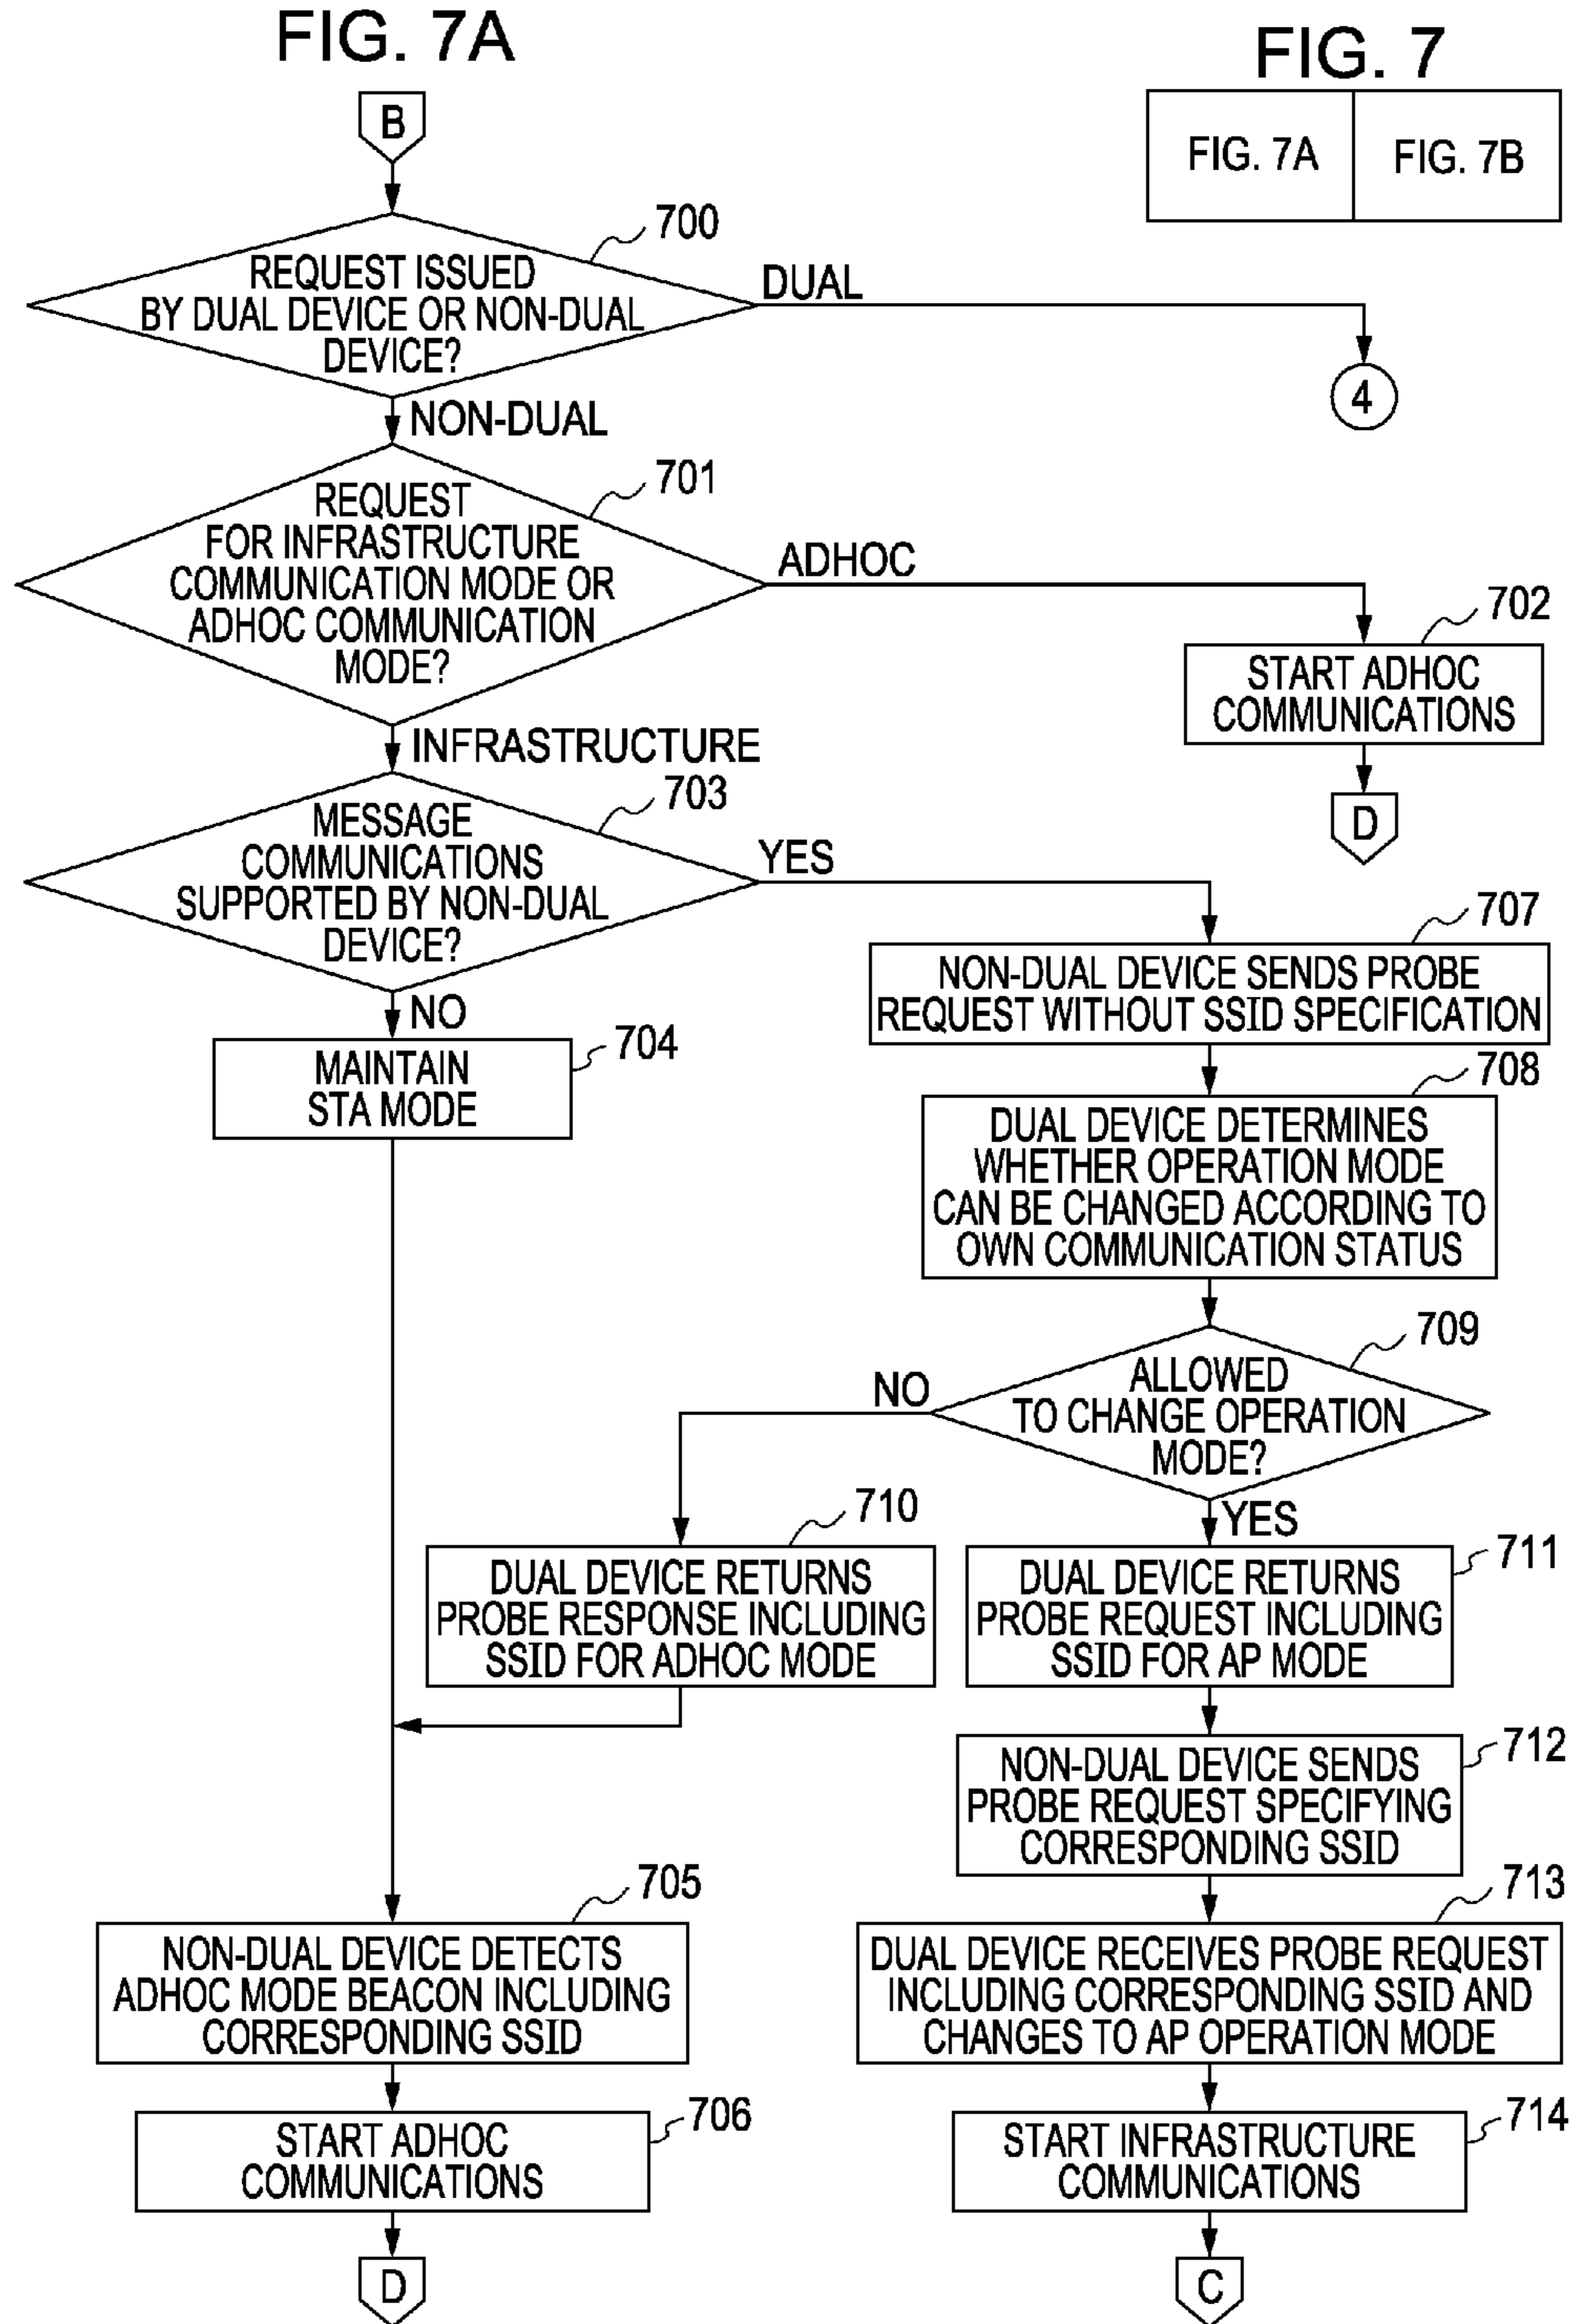 FIG. 7A
FIG. 7
FIG. 7A
FIG. 7B
B
700
REQUEST ISSUED
BY DUAL DEVICE OR NON-DUAL
DEVICE?
DUAL
4
NON-DUAL
701
REQUEST
FOR INFRASTRUCTURE
COMMUNICATION MODE OR
ADHOC COMMUNICATION
MODE?
ADHOC
702
START ADHOC
COMMUNICATIONS
D
INFRASTRUCTURE
703
MESSAGE
COMMUNICATIONS
SUPPORTED BY NON-DUAL
DEVICE?
YES
707
NON-DUAL DEVICE SENDS PROBE
REQUEST WITHOUT SSID SPECIFICATION
NO
704
MAINTAIN
STA MODE
708
DUAL DEVICE DETERMINES
WHETHER OPERATION MODE
CAN BE CHANGED ACCORDING TO
OWN COMMUNICATION STATUS
709
ALLOWED
TO CHANGE OPERATION
MODE?
NO
YES
710
DUAL DEVICE RETURNS
PROBE RESPONSE INCLUDING
SSID FOR ADHOC MODE
711
DUAL DEVICE RETURNS
PROBE REQUEST INCLUDING
SSID FOR AP MODE
712
NON-DUAL DEVICE SENDS
PROBE REQUEST SPECIFYING
CORRESPONDING SSID
705
NON-DUAL DEVICE DETECTS
ADHOC MODE BEACON INCLUDING
CORRESPONDING SSID
713
DUAL DEVICE RECEIVES PROBE REQUEST
INCLUDING CORRESPONDING SSID AND
CHANGES TO AP OPERATION MODE
706
START ADHOC
COMMUNICATIONS
714
START INFRASTRUCTURE
COMMUNICATIONS
D
C